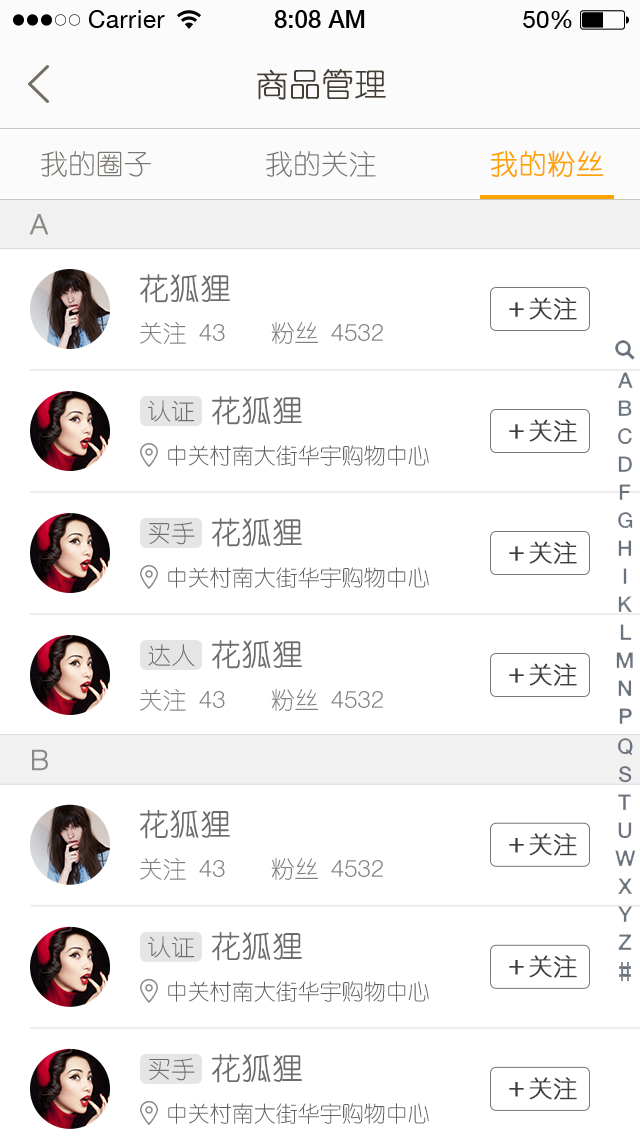 Carrier 8:08 AM 50%
商品管理
我的圈子 我的关注 我的粉丝
A
花狐狸
关注 43 粉丝 4532
+关注
认证 花狐狸
中关村南大街华宇购物中心
+关注
买手 花狐狸
中关村南大街华宇购物中心
+关注
达人 花狐狸
关注 43 粉丝 4532
+关注
B
花狐狸
关注 43 粉丝 4532
+关注
认证 花狐狸
中关村南大街华宇购物中心
+关注
买手 花狐狸
中关村南大街华宇购物中心
+关注
A
B
C
D
F
G
H
I
K
L
M
N
P
Q
S
T
U
W
X
Y
Z
#